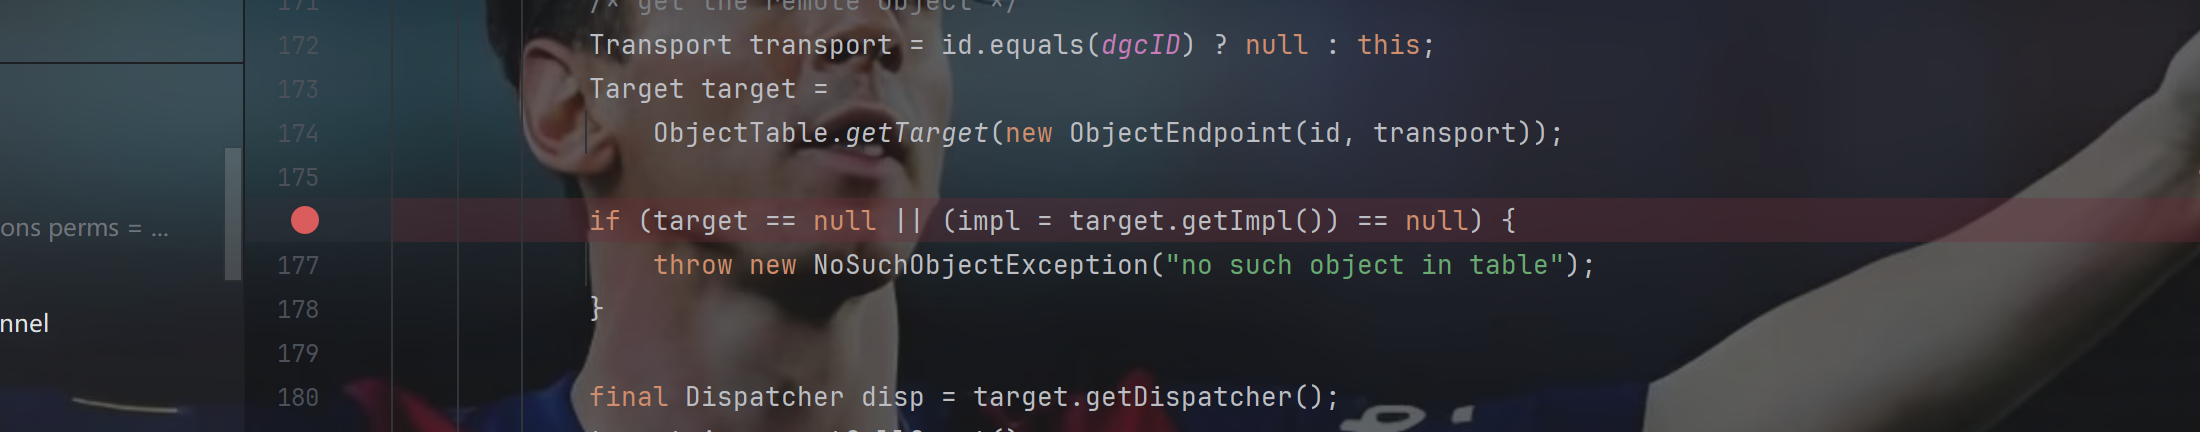 171 /* get the remote object */
172 Transport transport = id.equals(dgcID) ? null : this;
173 Target target =
174 ObjectTable.getTarget(new ObjectEndpoint(id, transport));
175
ons perms = ...
if (target == null || (impl = target.getImpl()) == null) {
177 throw new NoSuchObjectException("no such object in table");
178 }
nnel
179
180 final Dispatcher disp = target.getDispatcher();